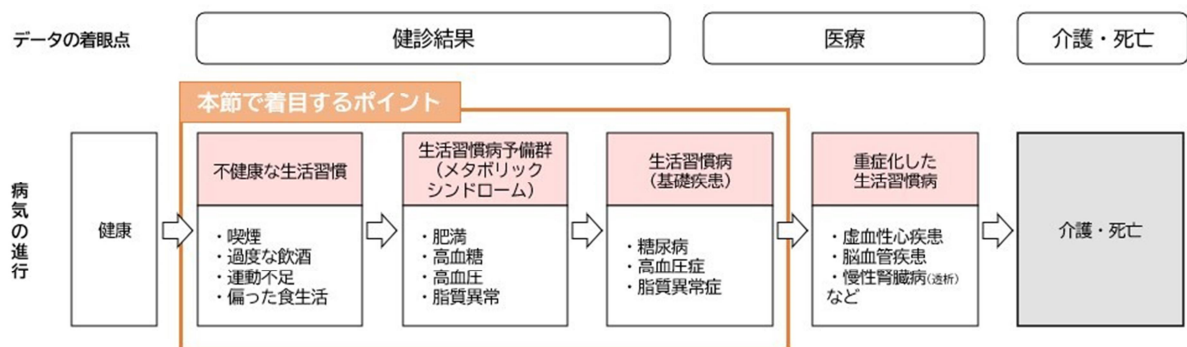 データの着眼点
健診結果
医療
介護・死亡
本節で着目するポイント
病気の進行
健康
不健康な生活習慣
・喫煙
・過度な飲酒
・運動不足
・偏った食生活
生活習慣病予備群
（メタボリック
シンドローム）
・肥満
・高血糖
・高血圧
・脂質異常
生活習慣病
（基礎疾患）
・糖尿病
・高血圧症
・脂質異常症
重症化した
生活習慣病
・虚血性心疾患
・脳血管疾患
・慢性腎臓病(透析)
など
介護・死亡